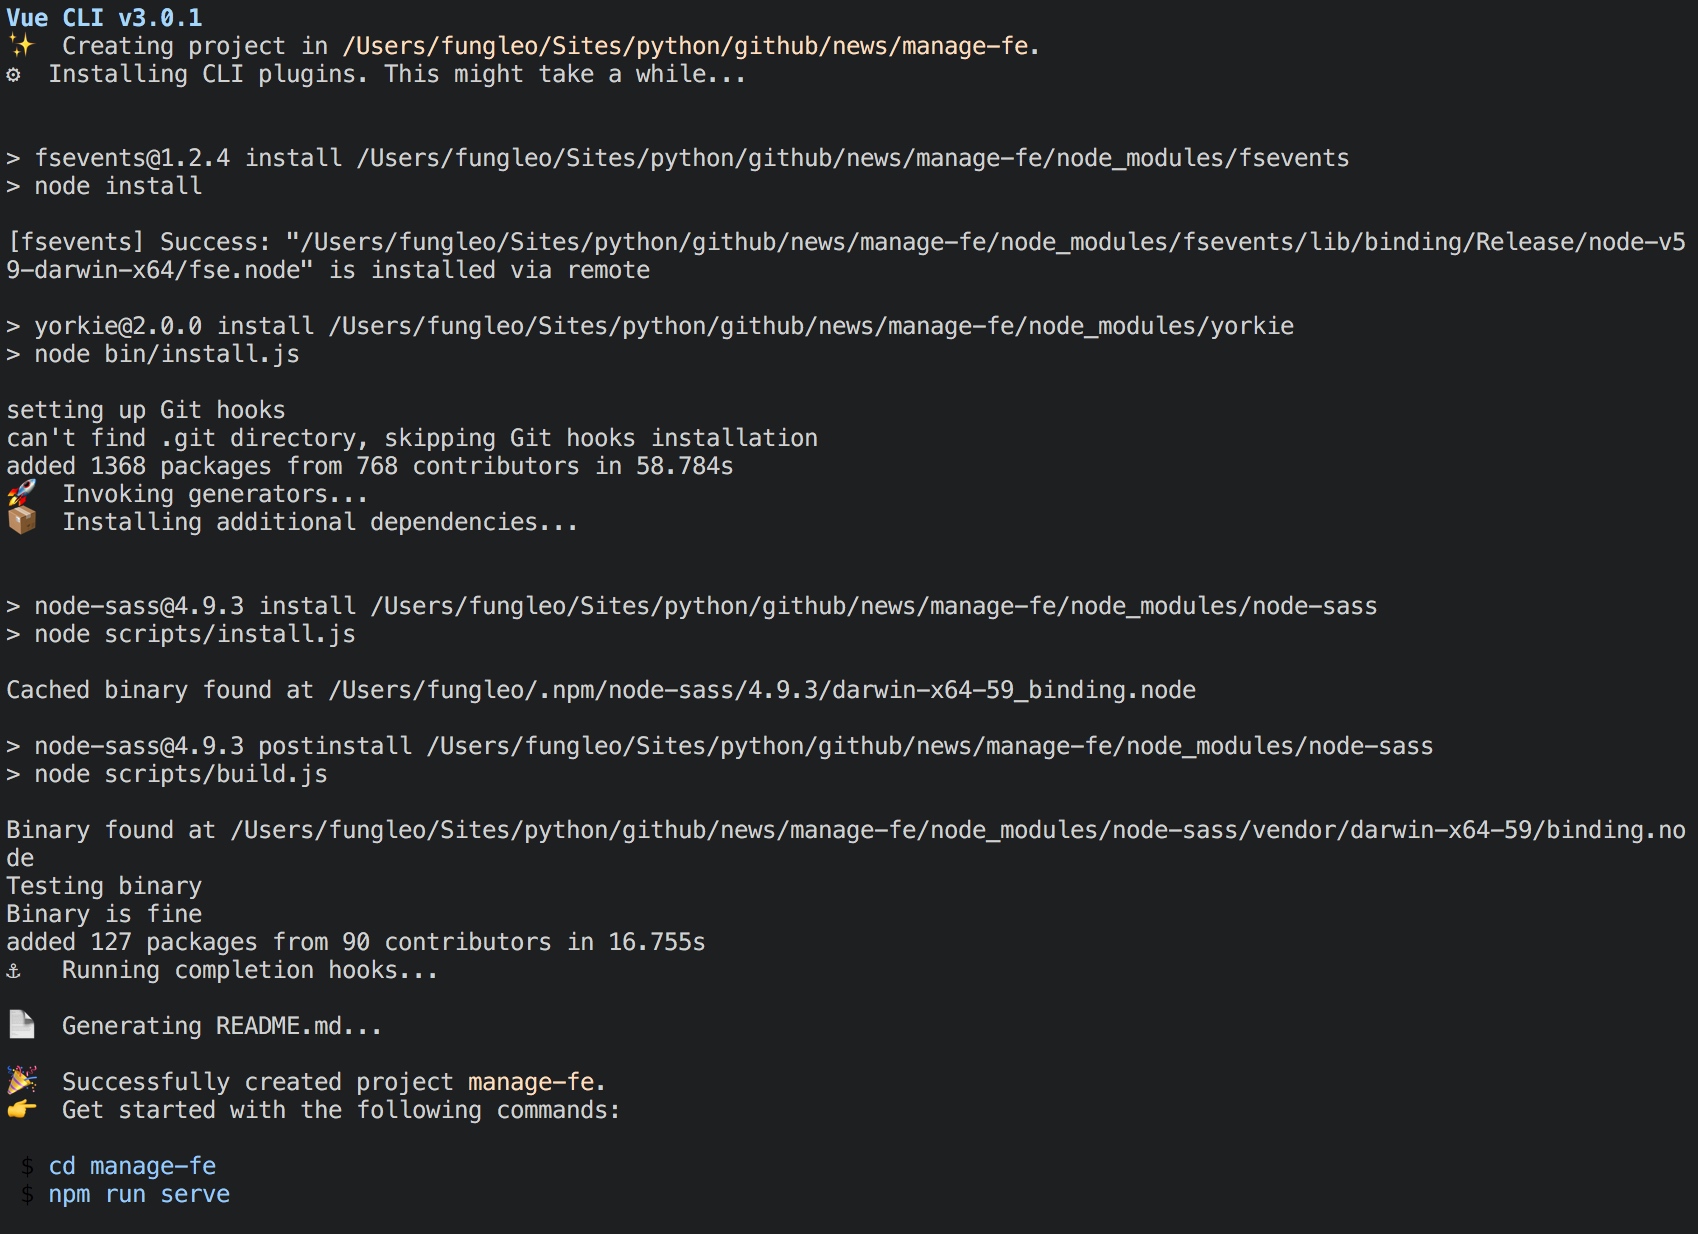 Vue CLI v3.0.1
✨  Creating project in /Users/fungleo/Sites/python/github/news/manage-fe.
⚙  Installing CLI plugins. This might take a while...
> fsevents@1.2.4 install /Users/fungleo/Sites/python/github/news/manage-fe/node_modules/fsevents
> node install
[fsevents] Success: "/Users/fungleo/Sites/python/github/news/manage-fe/node_modules/fsevents/lib/binding/Release/node-v5
9-darwin-x64/fse.node" is installed via remote
> yorkie@2.0.0 install /Users/fungleo/Sites/python/github/news/manage-fe/node_modules/yorkie
> node bin/install.js
setting up Git hooks
can't find .git directory, skipping Git hooks installation
added 1368 packages from 768 contributors in 58.784s
🚀  Invoking generators...
📦  Installing additional dependencies...
> node-sass@4.9.3 install /Users/fungleo/Sites/python/github/news/manage-fe/node_modules/node-sass
> node scripts/install.js
Cached binary found at /Users/fungleo/.npm/node-sass/4.9.3/darwin-x64-59_binding.node
> node-sass@4.9.3 postinstall /Users/fungleo/Sites/python/github/news/manage-fe/node_modules/node-sass
> node scripts/build.js
Binary found at /Users/fungleo/Sites/python/github/news/manage-fe/node_modules/node-sass/vendor/darwin-x64-59/binding.no
de
Testing binary
Binary is fine
added 127 packages from 90 contributors in 16.755s
⚓  Running completion hooks...
📄  Generating README.md...
🎉  Successfully created project manage-fe.
👉  Get started with the following commands:
$ cd manage-fe
$ npm run serve